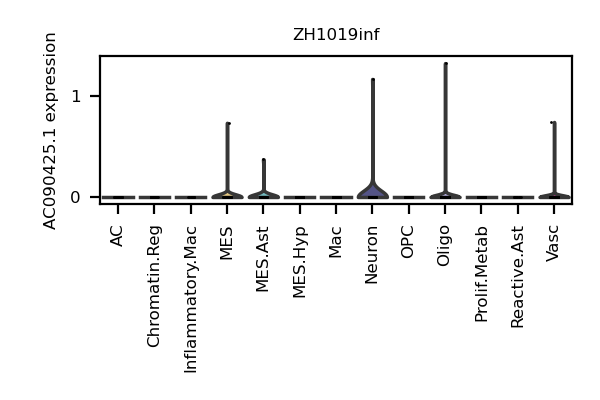 ZH1019inf
AC090425.1 expression
1
0
AC
Chromatin.Reg
Inflammatory.Mac
MES
MES.Ast
MES.Hyp
Mac
Neuron
OPC
Oligo
Prolif.Metab
Reactive.Ast
Vasc